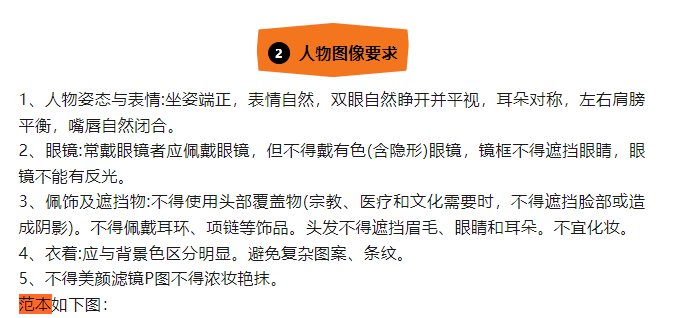 2 人物图像要求
1、人物姿态与表情:坐姿端正，表情自然，双眼自然睁开并平视，耳朵对称，左右肩膀
平衡，嘴唇自然闭合。
2、眼镜:常戴眼镜者应佩戴眼镜，但不得戴有色(含隐形)眼镜，镜框不得遮挡眼睛，眼
镜不能有反光。
3、佩饰及遮挡物:不得使用头部覆盖物(宗教、医疗和文化需要时，不得遮挡脸部或造
成阴影)。不得佩戴耳环、项链等饰品。头发不得遮挡眉毛、眼睛和耳朵。不宜化妆。
4、衣着:应与背景色区分明显。避免复杂图案、条纹。
5、不得美颜滤镜P图不得浓妆艳抹。
范本如下图：